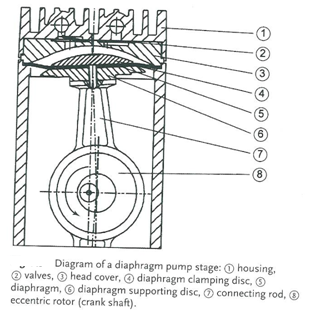 ①
②
③
④
⑤
⑥
⑦
⑧
Diagram of a diaphragm pump stage: ① housing,
② valves, ③ head cover, ④ diaphragm clamping disc, ⑤
diaphragm, ⑥ diaphragm supporting disc, ⑦ connecting rod, ⑧
eccentric rotor (crank shaft).